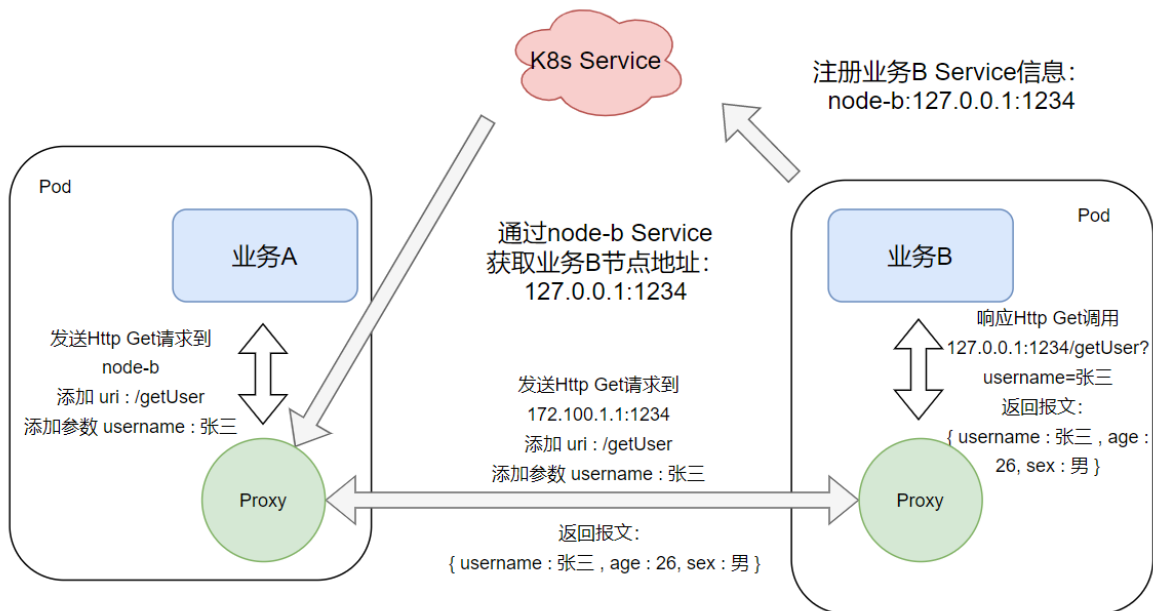 K8s Service
注册业务B Service信息：
node-b:127.0.0.1:1234
Pod
业务A
通过node-b Service
获取业务B节点地址：
127.0.0.1:1234
Pod
业务B
发送Http Get请求到
node-b
添加 uri : /getUser
添加参数 username : 张三
Proxy
发送Http Get请求到
172.100.1.1:1234
添加 uri : /getUser
添加参数 username : 张三
返回报文：
{ username : 张三 , age : 26, sex : 男 }
响应Http Get调用
127.0.0.1:1234/getUser?
username=张三
返回报文：
{ username : 张三 , age :
26, sex : 男 }
Proxy